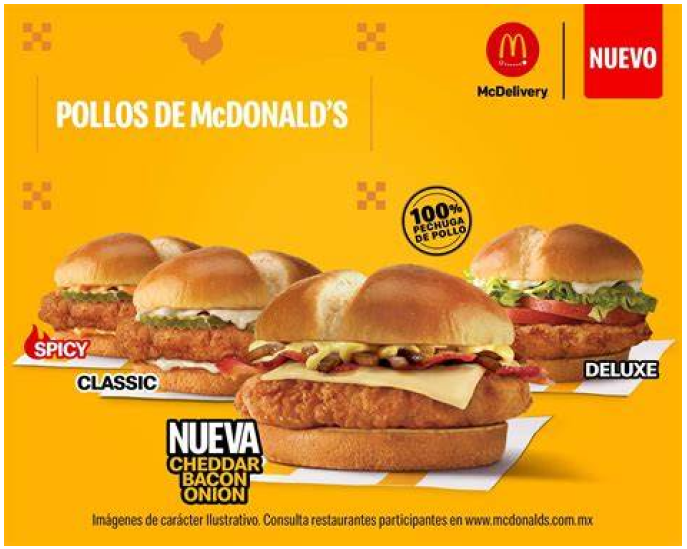 McDelivery
NUEVO
POLLOS DE McDONALD'S
100%
PECHUGA
DE POLLO
SPICY
CLASSIC
DELUXE
NUEVA
CHEDDAR
BACON
ONION
Imágenes de carácter Ilustrativo. Consulta restaurantes participantes en www.mcdonalds.com.mx